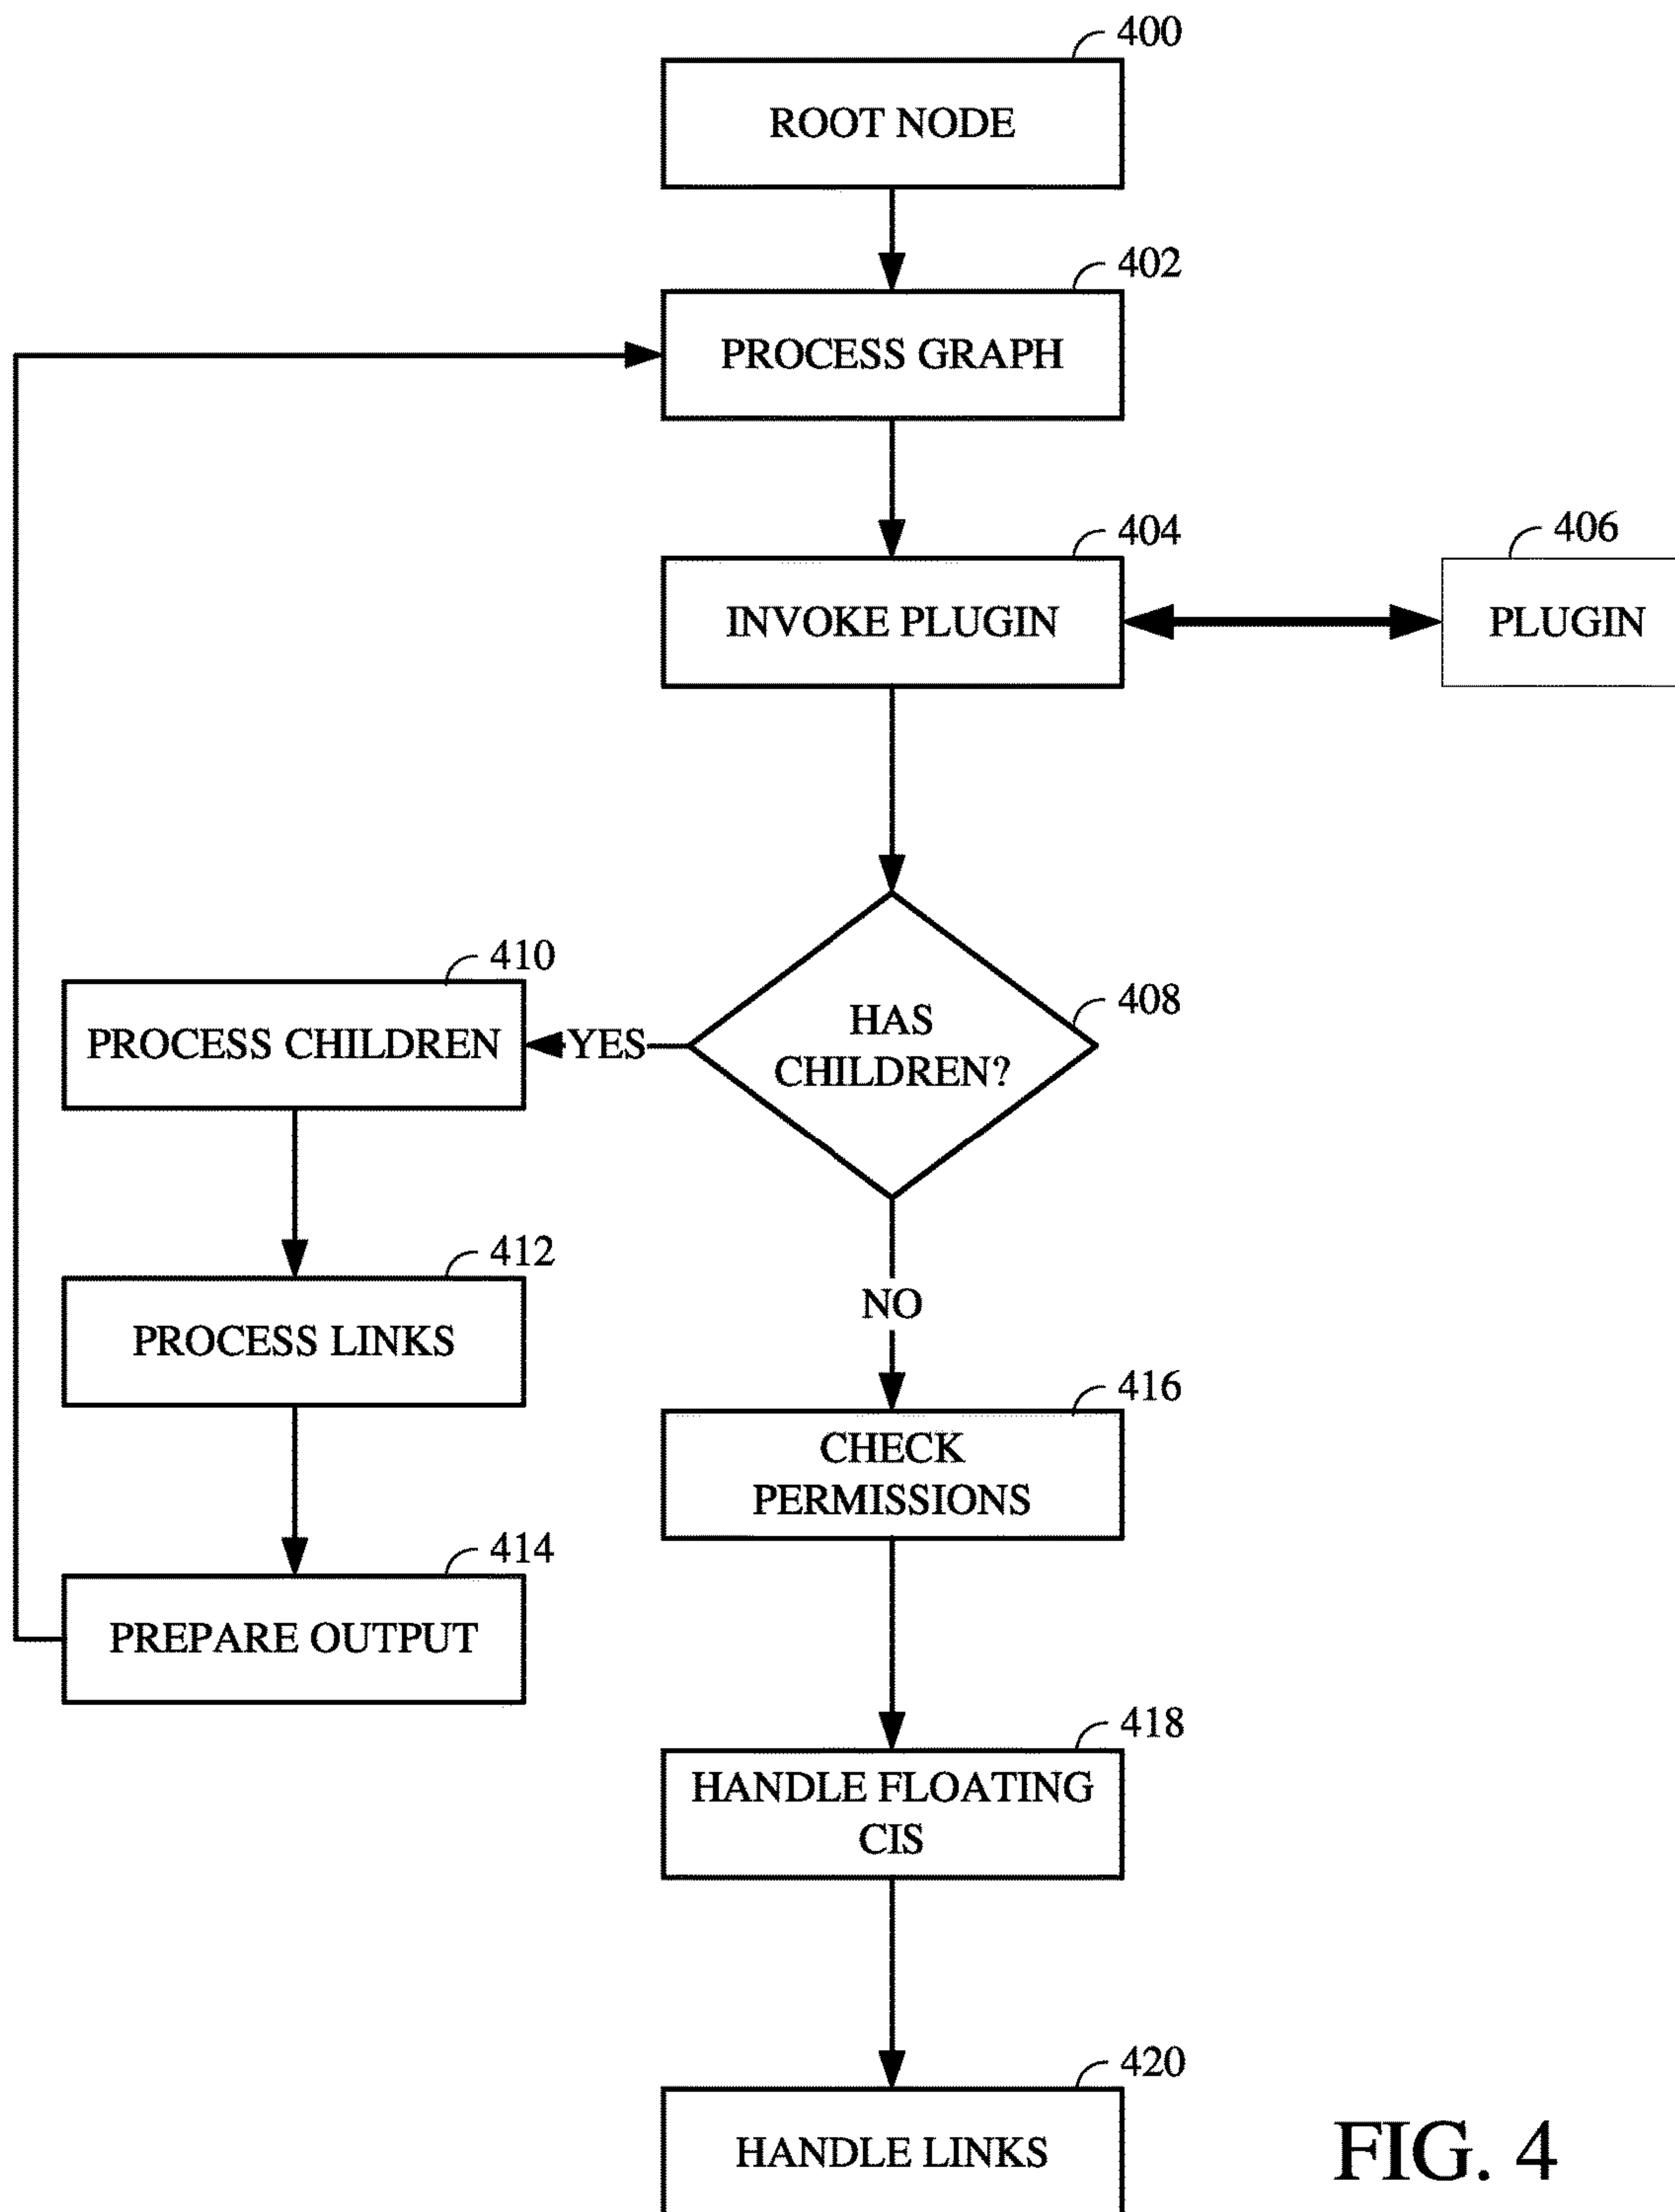 400
ROOT NODE
402
PROCESS GRAPH
404
INVOKE PLUGIN
406
PLUGIN
408
HAS
CHILDREN?
YES
410
PROCESS CHILDREN
412
PROCESS LINKS
414
PREPARE OUTPUT
NO
416
CHECK
PERMISSIONS
418
HANDLE FLOATING
CIS
420
HANDLE LINKS
FIG. 4